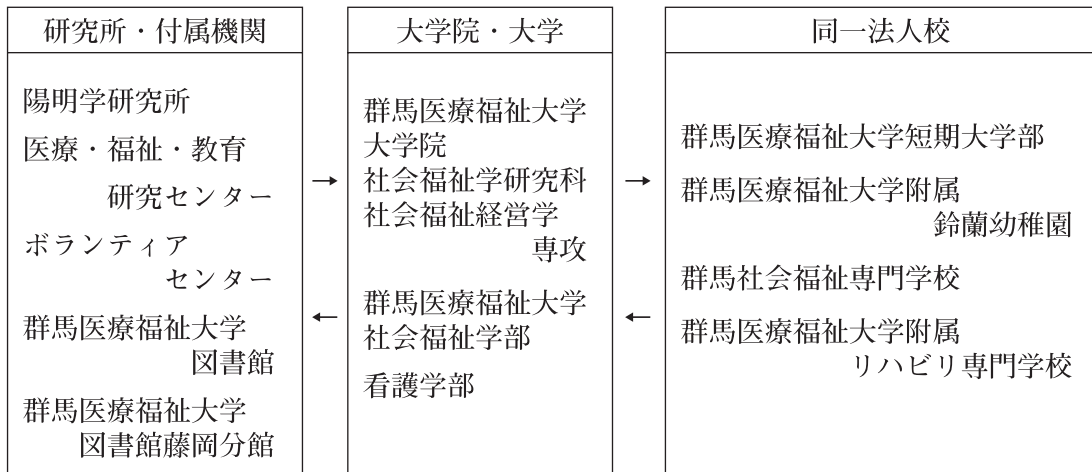 研究所・付属機関
陽明学研究所
医療・福祉・教育
研究センター
ボランティア
センター
群馬医療福祉大学
図書館
群馬医療福祉大学
図書館藤岡分館
大学院・大学
群馬医療福祉大学
大学院
社会福祉学研究科
社会福祉経営学
専攻
群馬医療福祉大学
社会福祉学部
看護学部
同一法人校
群馬医療福祉大学短期大学部
群馬医療福祉大学附属
鈴蘭幼稚園
群馬社会福祉専門学校
群馬医療福祉大学附属
リハビリ専門学校